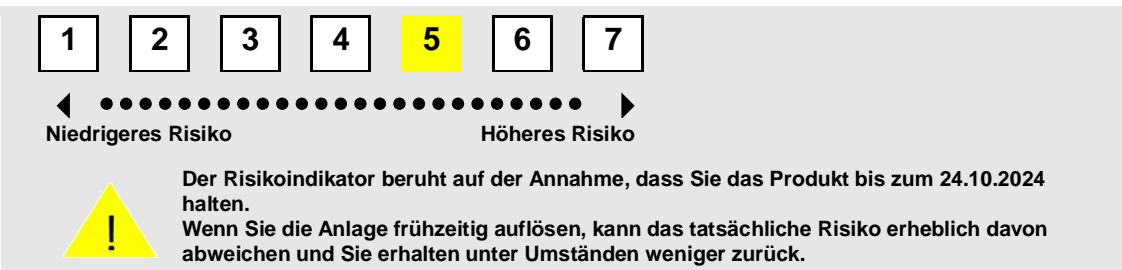 1 2 3 4 5 6 7
Niedrigeres Risiko Höheres Risiko
Der Risikoindikator beruht auf der Annahme, dass Sie das Produkt bis zum 24.10.2024
halten.
Wenn Sie die Anlage frühzeitig auflösen, kann das tatsächliche Risiko erheblich davon
abweichen und Sie erhalten unter Umständen weniger zurück.
!